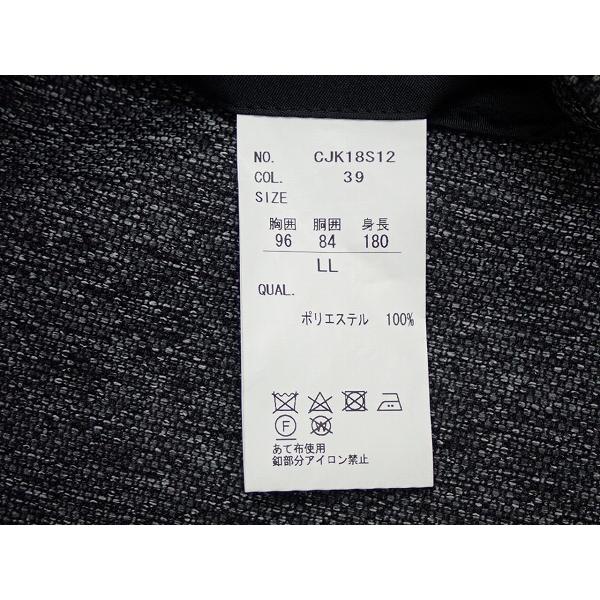 NO. CJK18S12
COL. 39
SIZE
胸囲 胴囲 身長
96 84 180
LL
QUAL.
ポリエステル 100%
F W
あて布使用
釦部分アイロン禁止